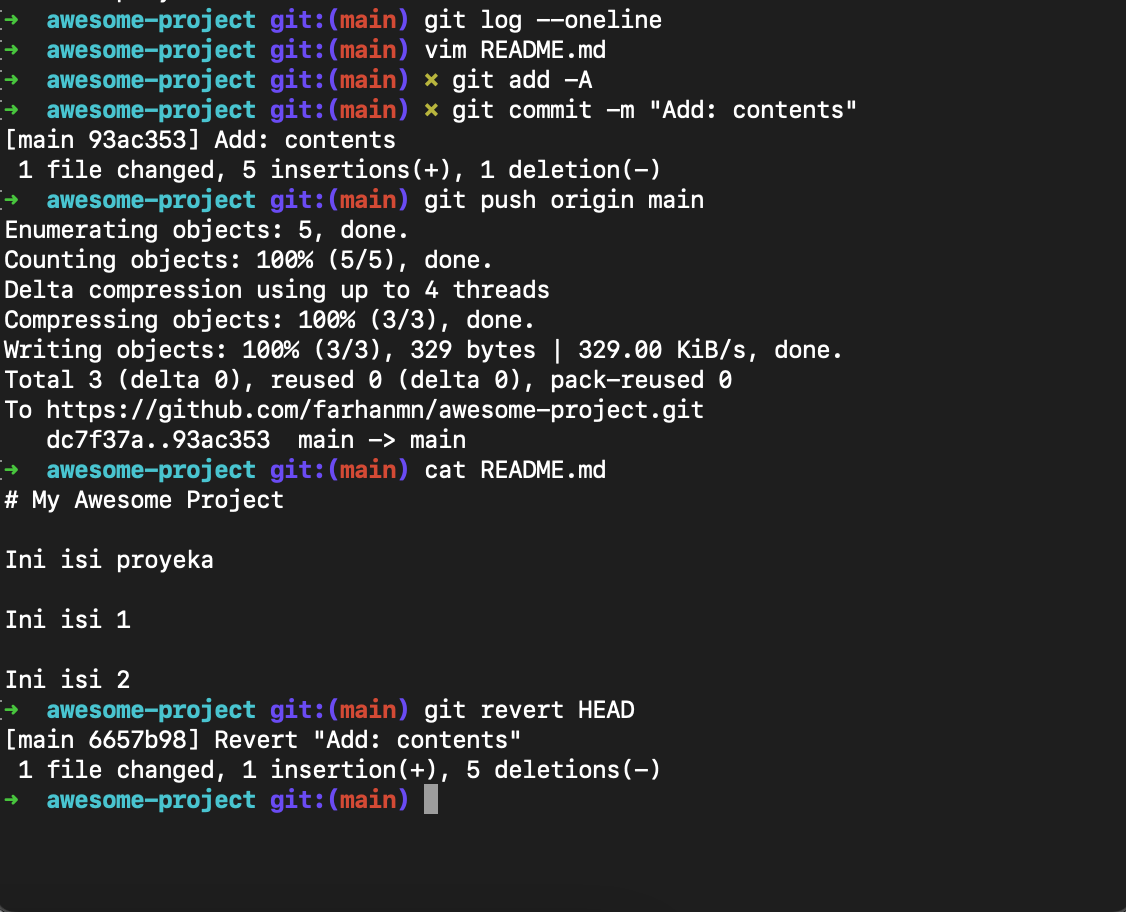 ➜  awesome-project git:(main) git log --oneline
➜  awesome-project git:(main) vim README.md
➜  awesome-project git:(main) ✗ git add -A
➜  awesome-project git:(main) ✗ git commit -m "Add: contents"
[main 93ac353] Add: contents
 1 file changed, 5 insertions(+), 1 deletion(-)
➜  awesome-project git:(main) git push origin main
Enumerating objects: 5, done.
Counting objects: 100% (5/5), done.
Delta compression using up to 4 threads
Compressing objects: 100% (3/3), done.
Writing objects: 100% (3/3), 329 bytes | 329.00 KiB/s, done.
Total 3 (delta 0), reused 0 (delta 0), pack-reused 0
To https://github.com/farhanmn/awesome-project.git
   dc7f37a..93ac353  main -> main
➜  awesome-project git:(main) cat README.md
# My Awesome Project

Ini isi proyeka

Ini isi 1

Ini isi 2
➜  awesome-project git:(main) git revert HEAD
[main 6657b98] Revert "Add: contents"
 1 file changed, 1 insertion(+), 5 deletions(-)
➜  awesome-project git:(main)